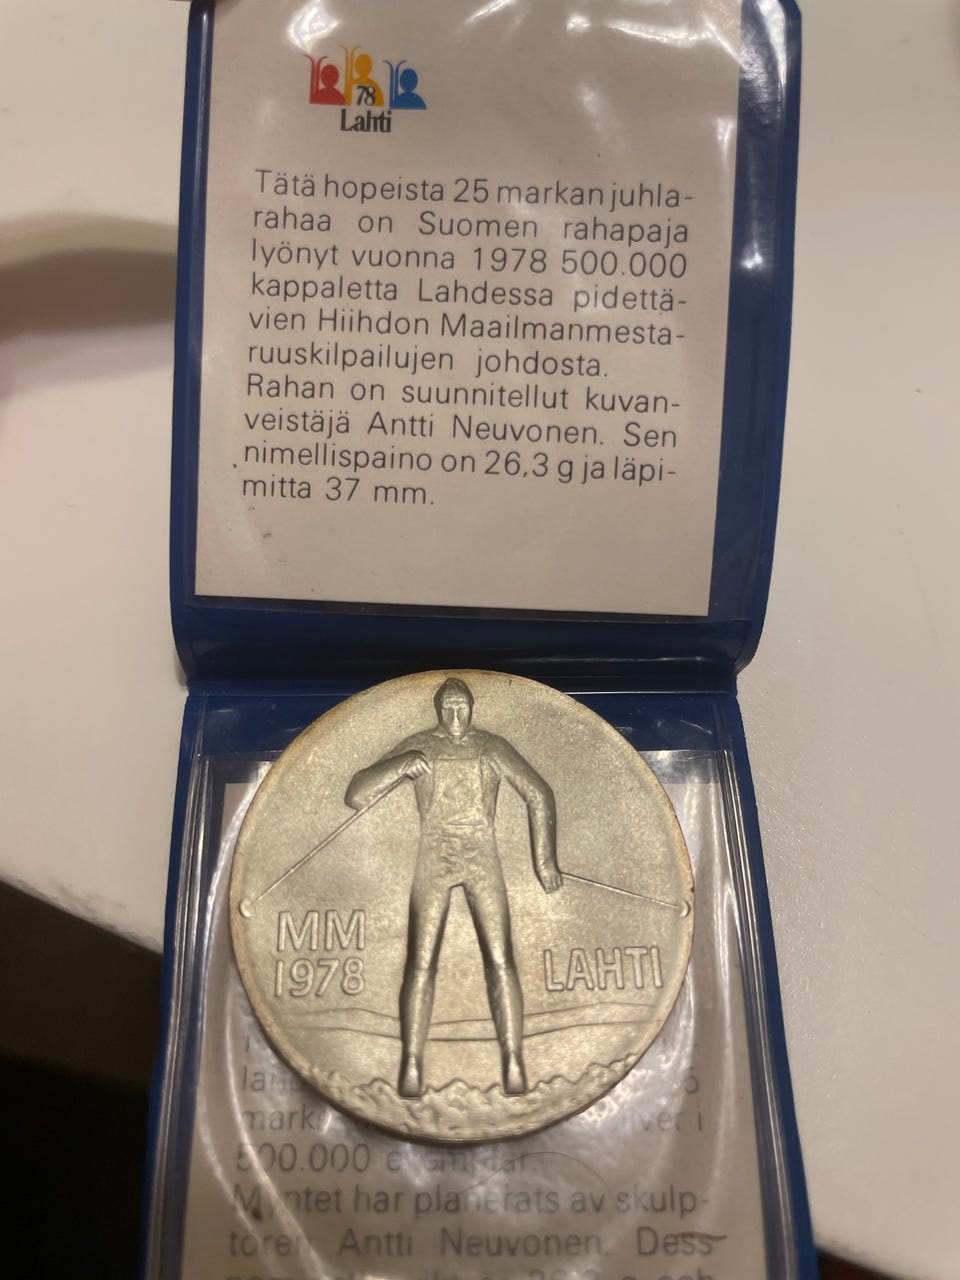 78
Lahti
Tätä hopeista 25 markan juhla-
rahaa on Suomen rahapaja
lyönyt vuonna 1978 500.000
kappaletta Lahdessa pidettä-
vien Hiihdon Maailmanmesta-
ruuskilpailujen johdosta.
Rahan on suunnitellut kuvan-
veistäjä Antti Neuvonen. Sen
nimellispaino on 26,3 g ja läpi-
mitta 37 mm.
MM
1978
LAHTI
i
500.000
Myntet har planerats av skulp-
tören Antti Neuvonen. Dess